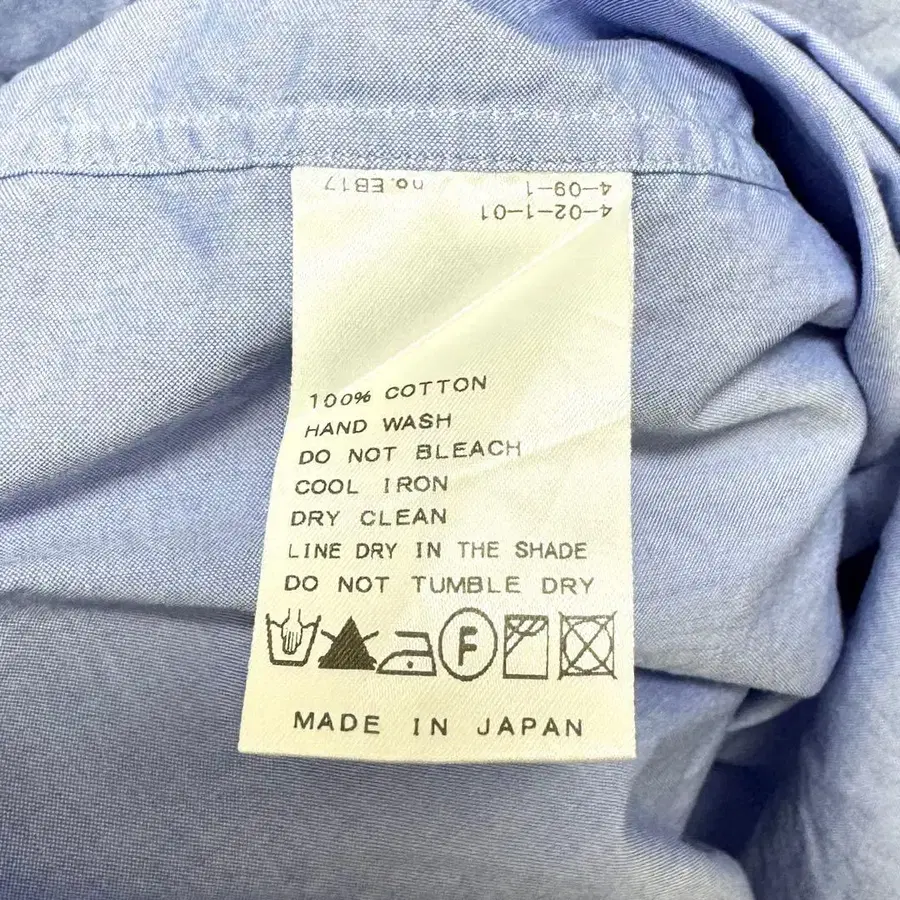 no.EB17
4-09-1
4-02-1-01
100% COTTON
HAND WASH
DO NOT BLEACH
COOL IRON
DRY CLEAN
LINE DRY IN THE SHADE
DO NOT TUMBLE DRY
F
MADE IN JAPAN